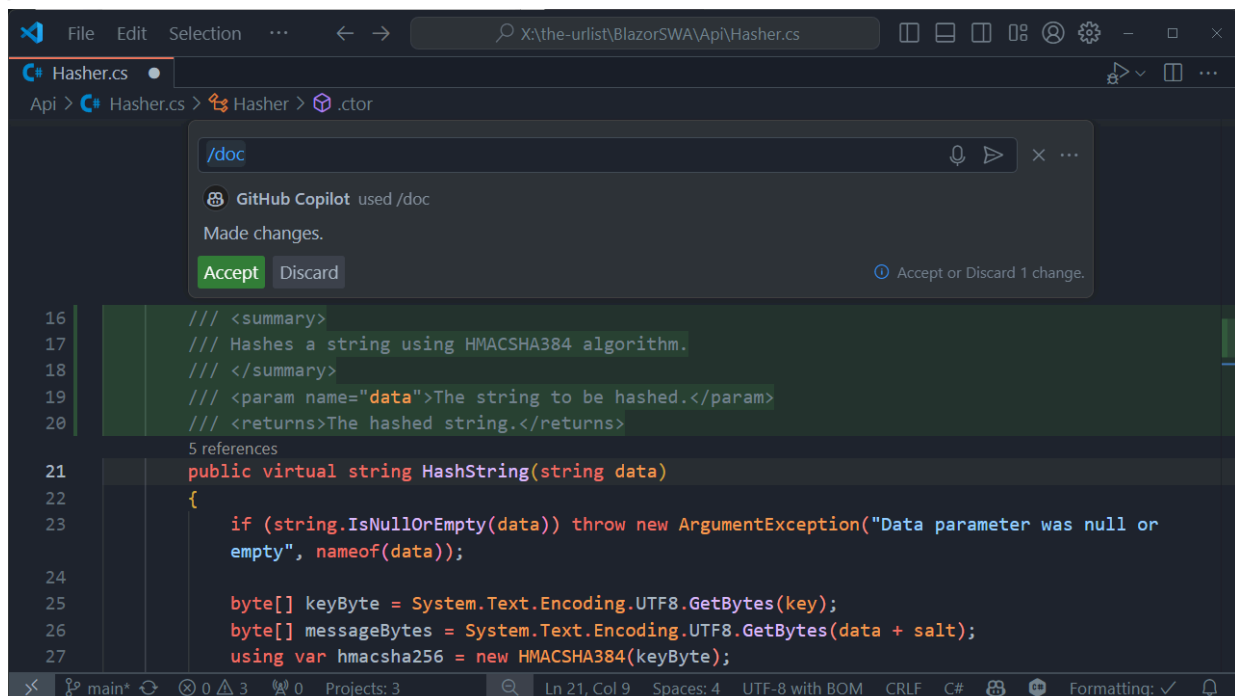 File Edit Selection ··· X:\the-urlist\BlazorSWA\Api\Hasher.cs
C# Hasher.cs ●
Api > C# Hasher.cs > Hasher > .ctor
/doc
GitHub Copilot used /doc
Made changes.
Accept Discard Accept or Discard 1 change.
16 /// <summary>
17 /// Hashes a string using HMACSHA384 algorithm.
18 /// </summary>
19 /// <param name="data">The string to be hashed.</param>
20 /// <returns>The hashed string.</returns>
5 references
21 public virtual string HashString(string data)
22 {
23 if (string.IsNullOrEmpty(data)) throw new ArgumentException("Data parameter was null or
empty", nameof(data));
24
25 byte[] keyByte = System.Text.Encoding.UTF8.GetBytes(key);
26 byte[] messageBytes = System.Text.Encoding.UTF8.GetBytes(data + salt);
27 using var hmacsha256 = new HMACSHA384(keyByte);
main* 0 3 0 Projects: 3 Ln 21, Col 9 Spaces: 4 UTF-8 with BOM CRLF C# Formatting: ✓